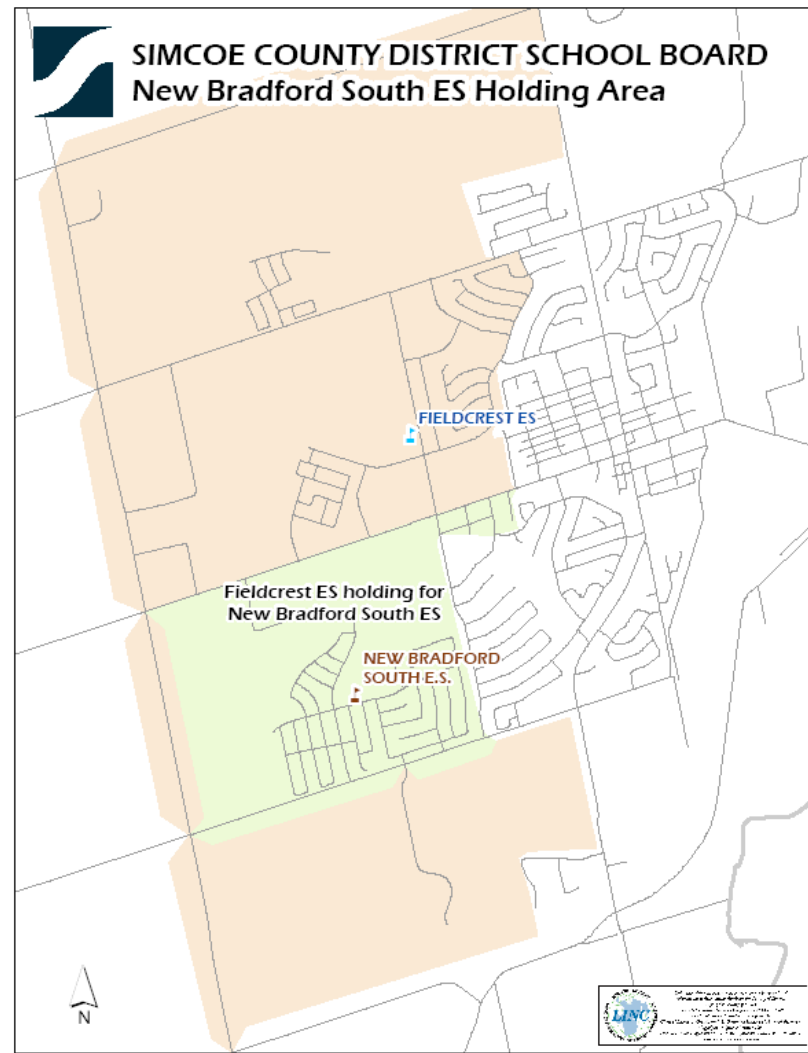 SIMCOE COUNTY DISTRICT SCHOOL BOARD
New Bradford South ES Holding Area
FIELDCREST ES
Fieldcrest ES holding for
New Bradford South ES
NEW BRADFORD
SOUTH E.S.
N
LINC